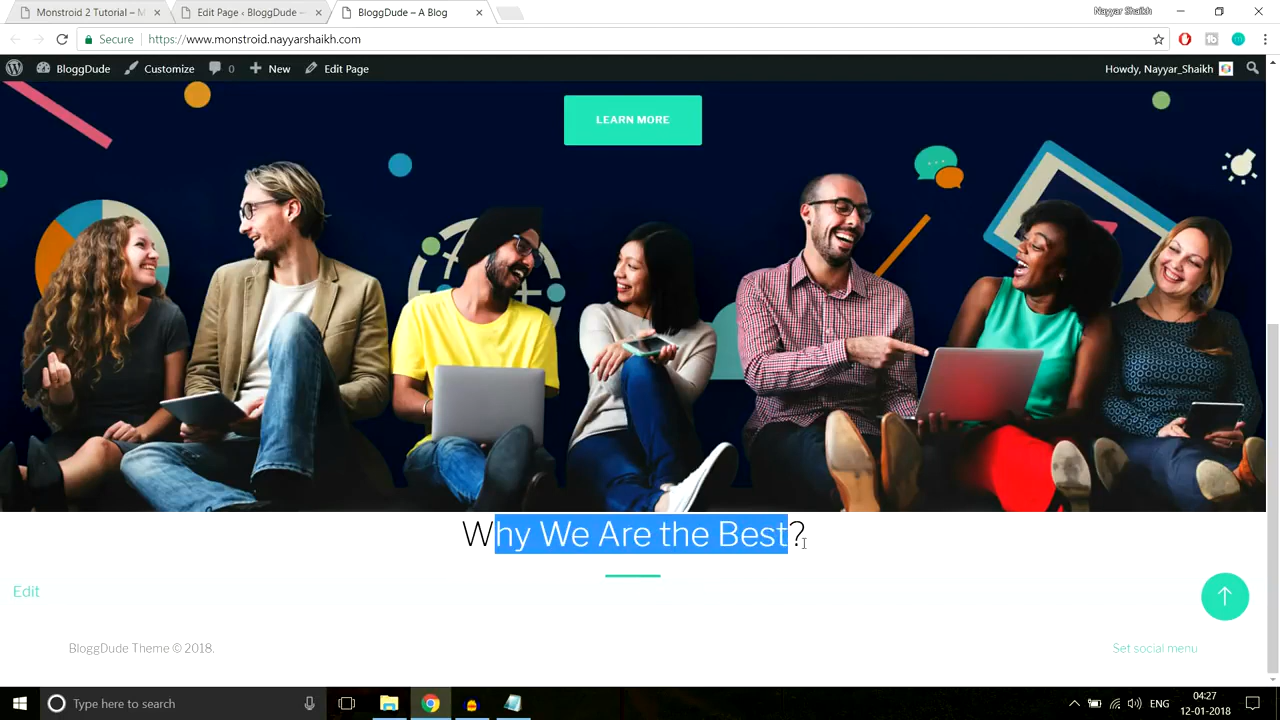 Monstroid 2 Tutorial – M
Edit Page ‹ BloggDude —
BloggDude – A Blog
Nayyar Shaikh
Secure
https://www.monstroid.nayyarshaikh.com
BloggDude
Customize
0
New
Edit Page
Howdy, Nayyar_Shaikh
LEARN MORE
Why We Are the Best?
Edit
BloggDude Theme © 2018.
Set social menu
Type here to search
ENG
04:27
12-01-2018